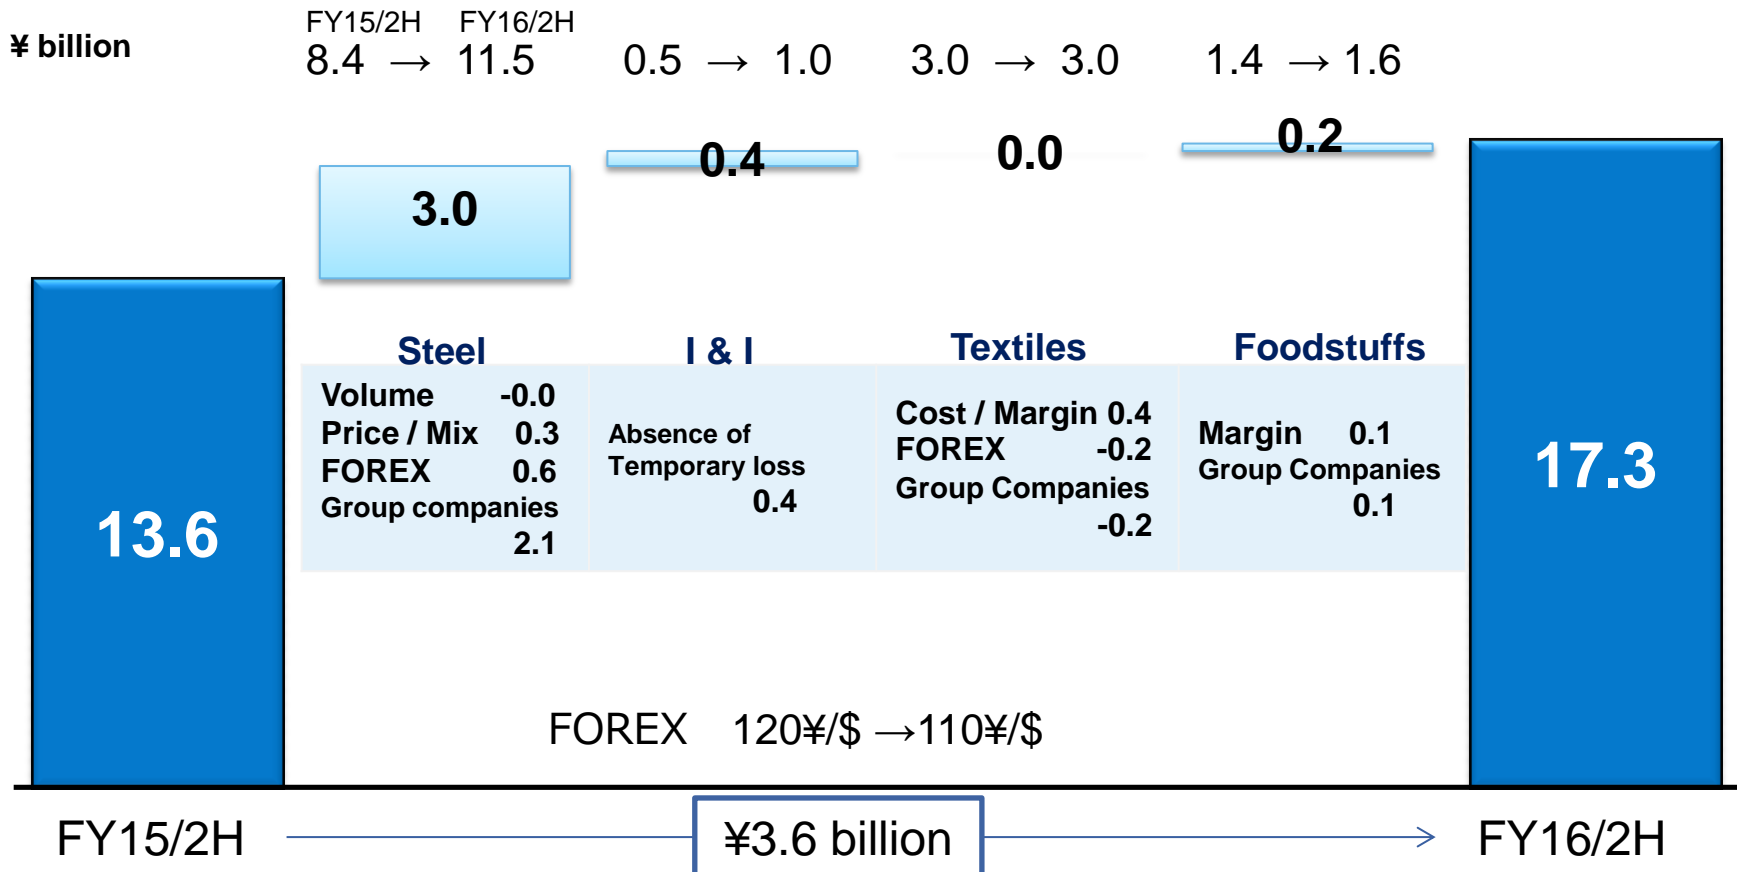 ¥ billion
FY15/2H FY16/2H
8.4 → 11.5 0.5 → 1.0 3.0 → 3.0 1.4 → 1.6
3.0 0.4 0.0 0.2
Steel I & I Textiles Foodstuffs
Volume -0.0
Price / Mix 0.3
FOREX 0.6
Group companies
2.1
Absence of
Temporary loss
0.4
Cost / Margin 0.4
FOREX -0.2
Group Companies
-0.2
Margin 0.1
Group Companies
0.1
13.6
17.3
FOREX 120¥/$ →110¥/$
FY15/2H ¥3.6 billion FY16/2H